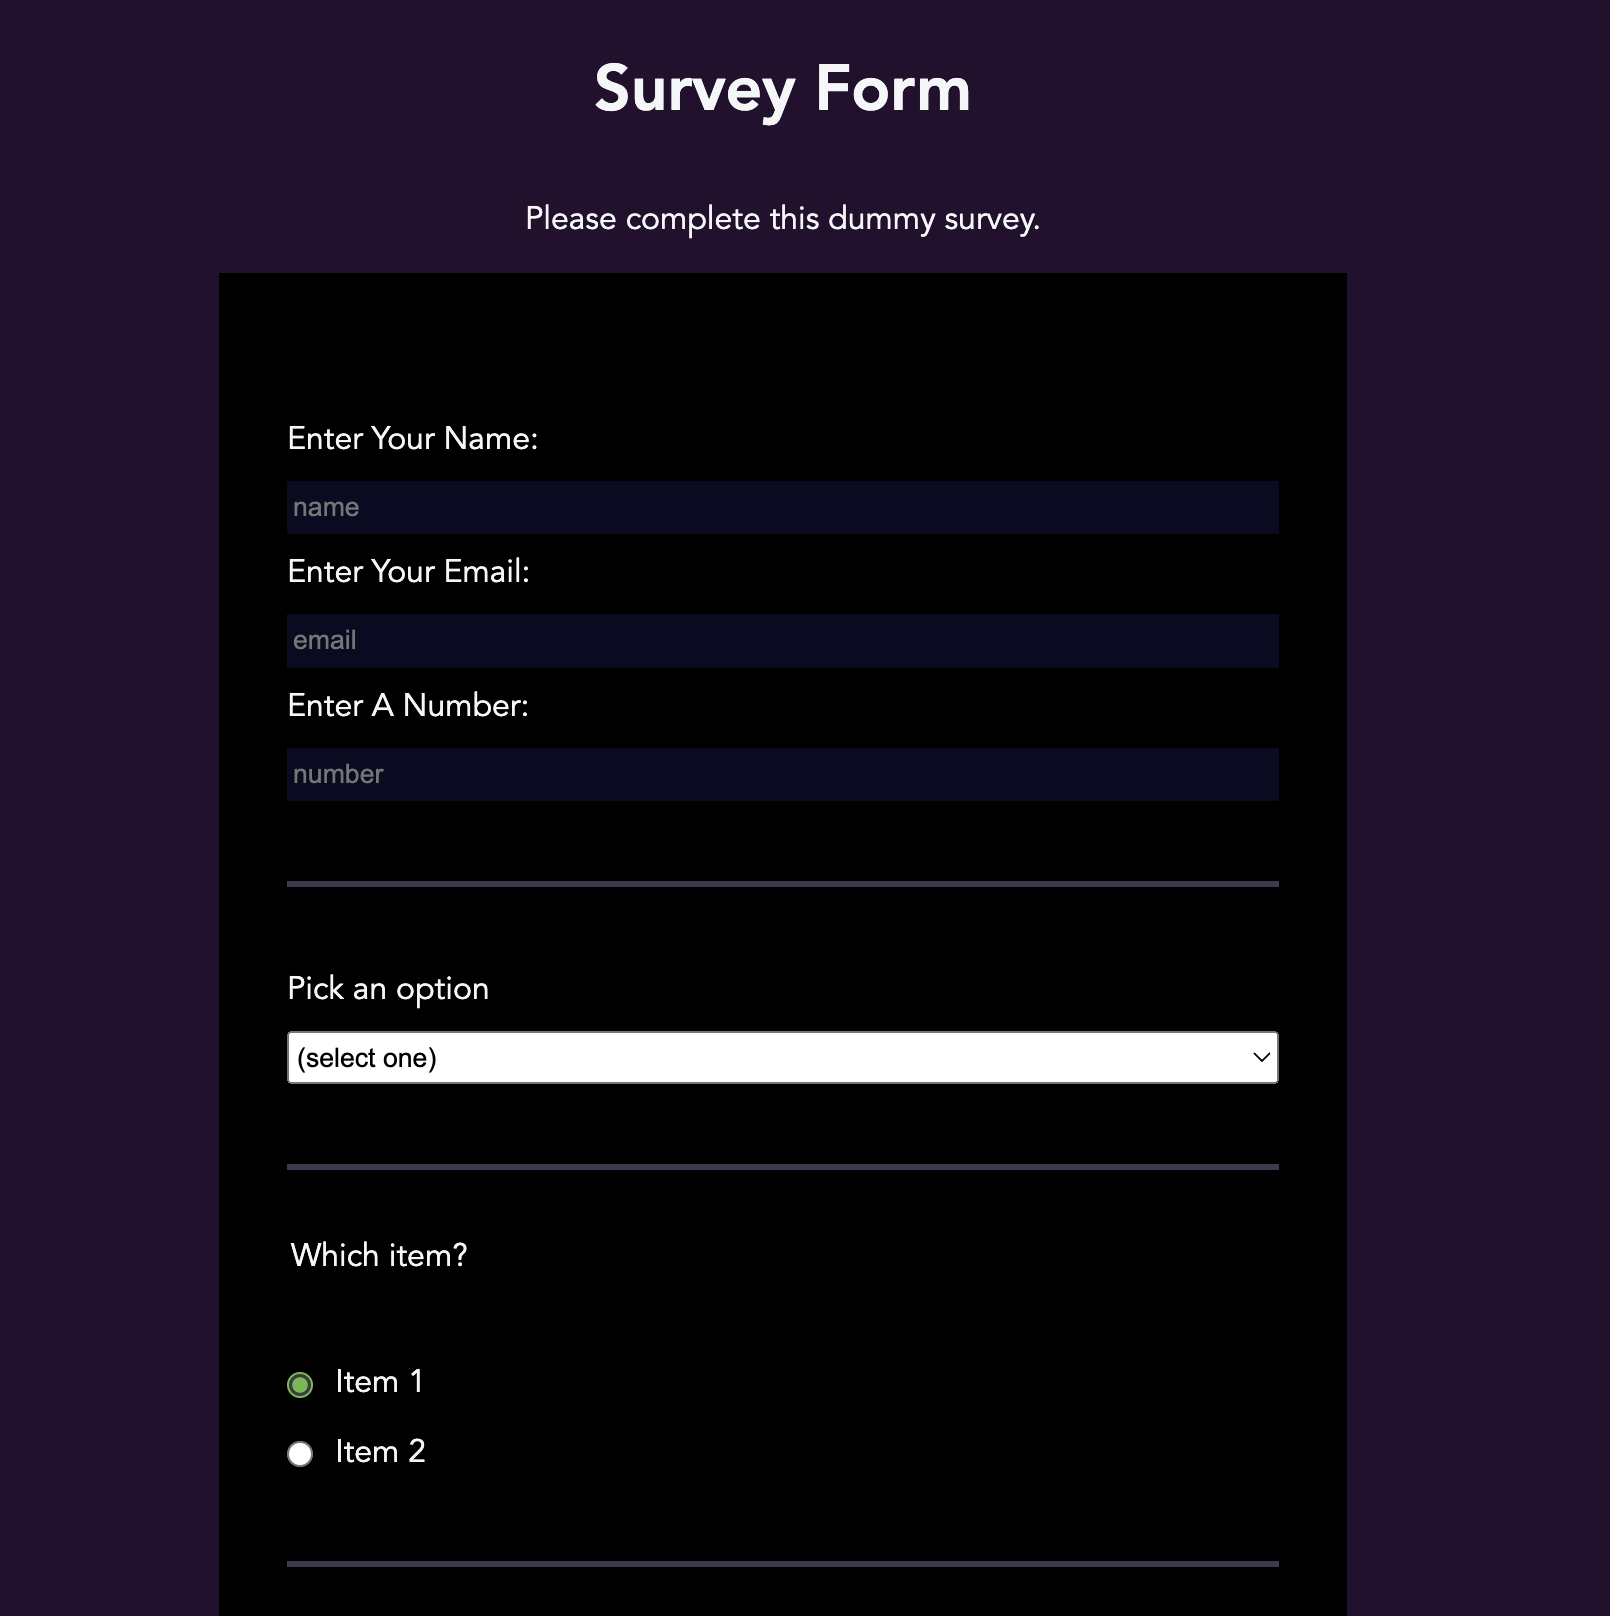 Survey Form
Please complete this dummy survey.
Enter Your Name:
name
Enter Your Email:
email
Enter A Number:
number
Pick an option
(select one)
Which item?
Item 1
Item 2